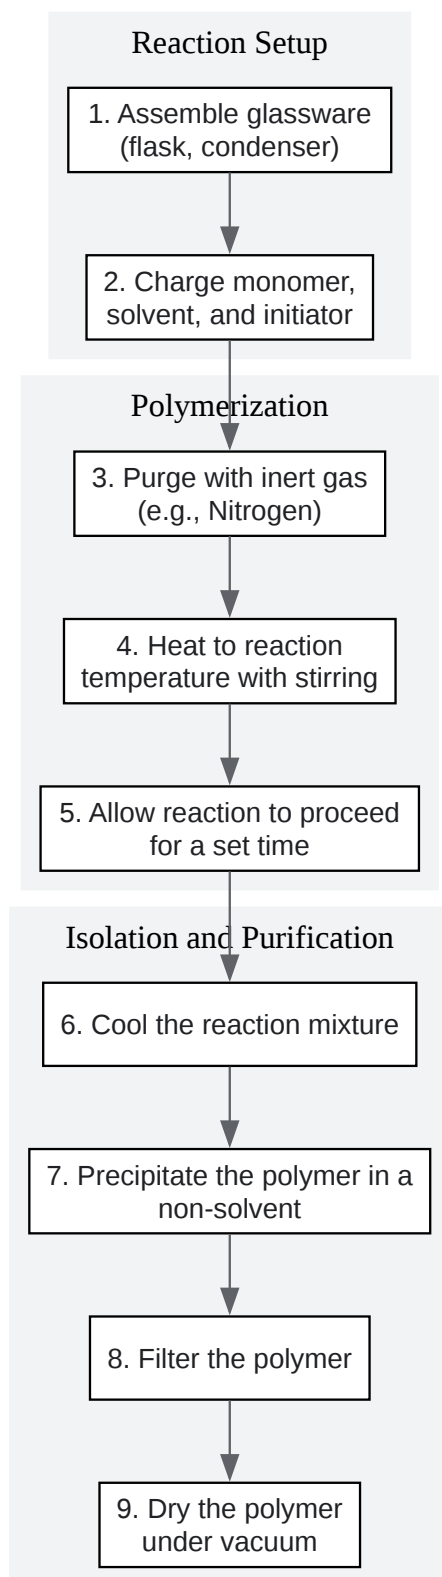 Reaction Setup
1. Assemble glassware
(flask, condenser)
2. Charge monomer,
solvent, and initiator
Polymerization
3. Purge with inert gas
(e.g., Nitrogen)
4. Heat to reaction
temperature with stirring
5. Allow reaction to proceed
for a set time
Isolation and Purification
6. Cool the reaction mixture
7. Precipitate the polymer in a
non-solvent
8. Filter the polymer
9. Dry the polymer
under vacuum